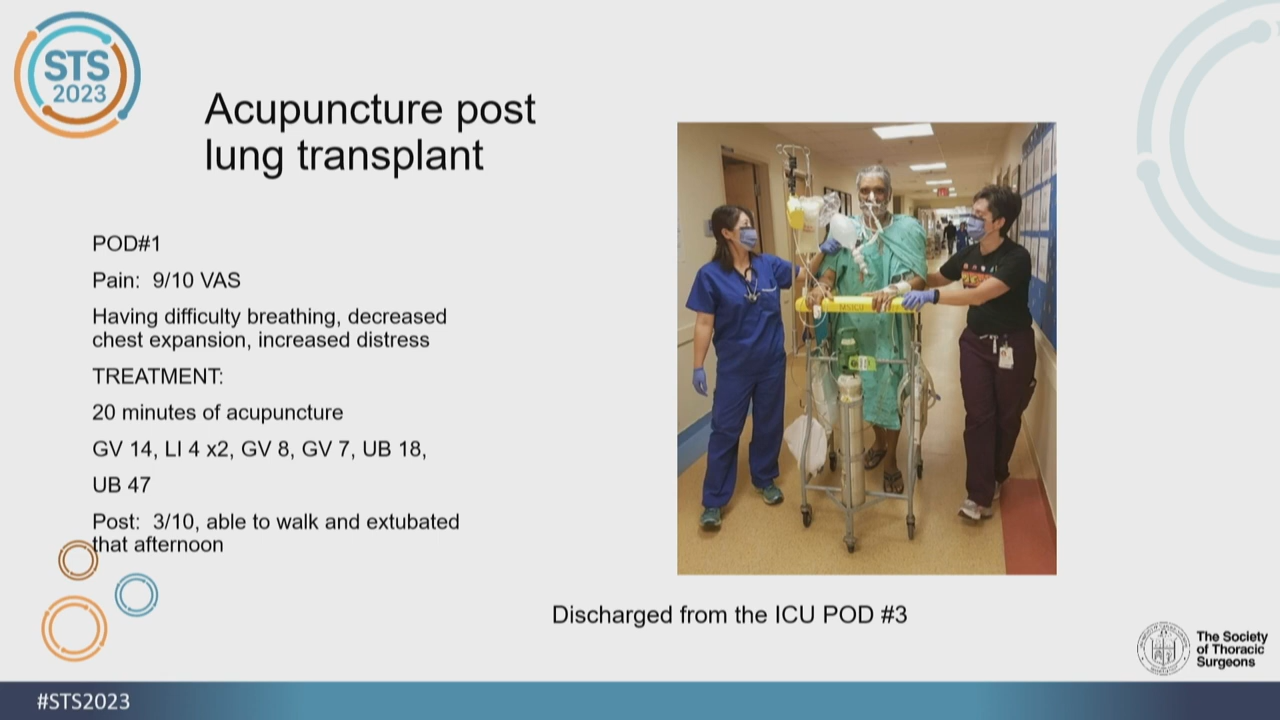 STS
2023
Acupuncture post
lung transplant
POD#1
Pain:  9/10 VAS
Having difficulty breathing, decreased
chest expansion, increased distress
TREATMENT:
20 minutes of acupuncture
GV 14, LI 4 x2, GV 8, GV 7, UB 18,
UB 47
Post:  3/10, able to walk and extubated
that afternoon
Discharged from the ICU POD #3
The Society
of Thoracic
Surgeons
#STS2023